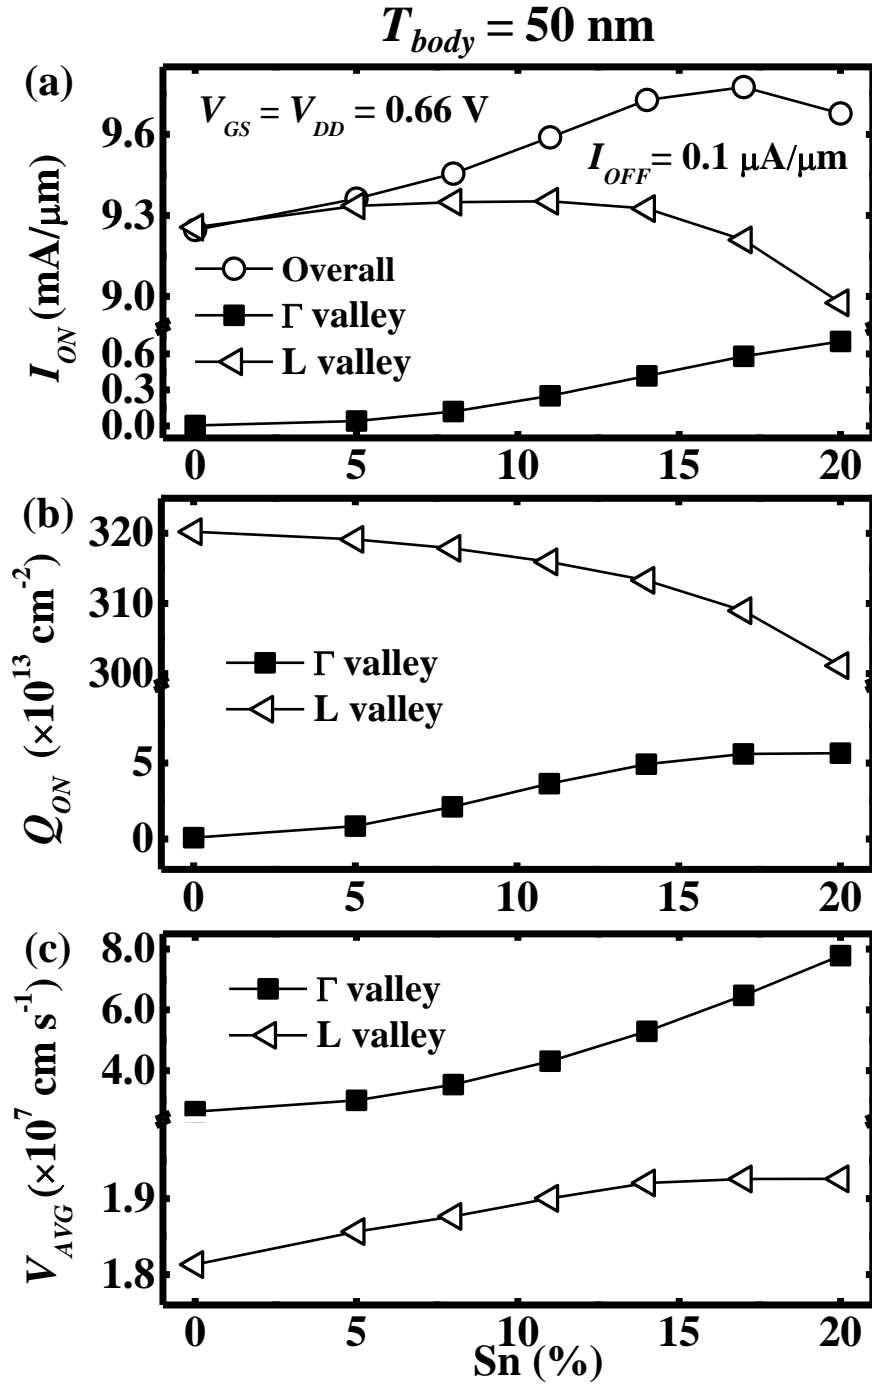 T_body = 50 nm
(a)
V_GS = V_DD = 0.66 V
I_OFF = 0.1 μA/μm
I_ON (mA/μm)
9.6
9.3
9.0
0.6
0.3
0.0
Overall
Γ valley
L valley
0 5 10 15 20
(b)
Q_ON (×10^13 cm^-2)
320
310
300
5
0
Γ valley
L valley
0 5 10 15 20
(c)
V_AVG (×10^7 cm s^-1)
8.0
6.0
4.0
1.9
1.8
Γ valley
L valley
0 5 10 15 20
Sn (%)